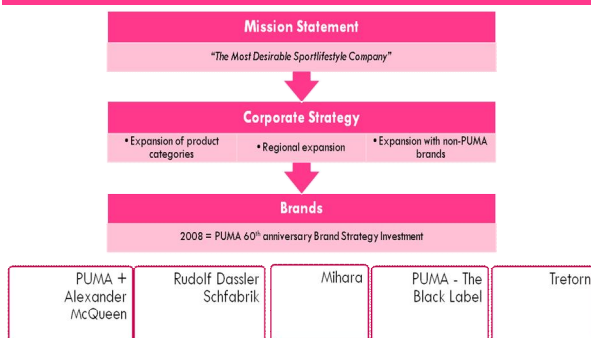 Mission Statement
“The Most Desirable Sportlifestyle Company”
Corporate Strategy
• Expansion of product
categories
• Regional expansion
• Expansion with non-PUMA
brands
Brands
2008 = PUMA 60th anniversary Brand Strategy Investment
PUMA +
Alexander
McQueen
Rudolf Dassler
Schfabrik
Mihara
PUMA - The
Black Label
Tretorn